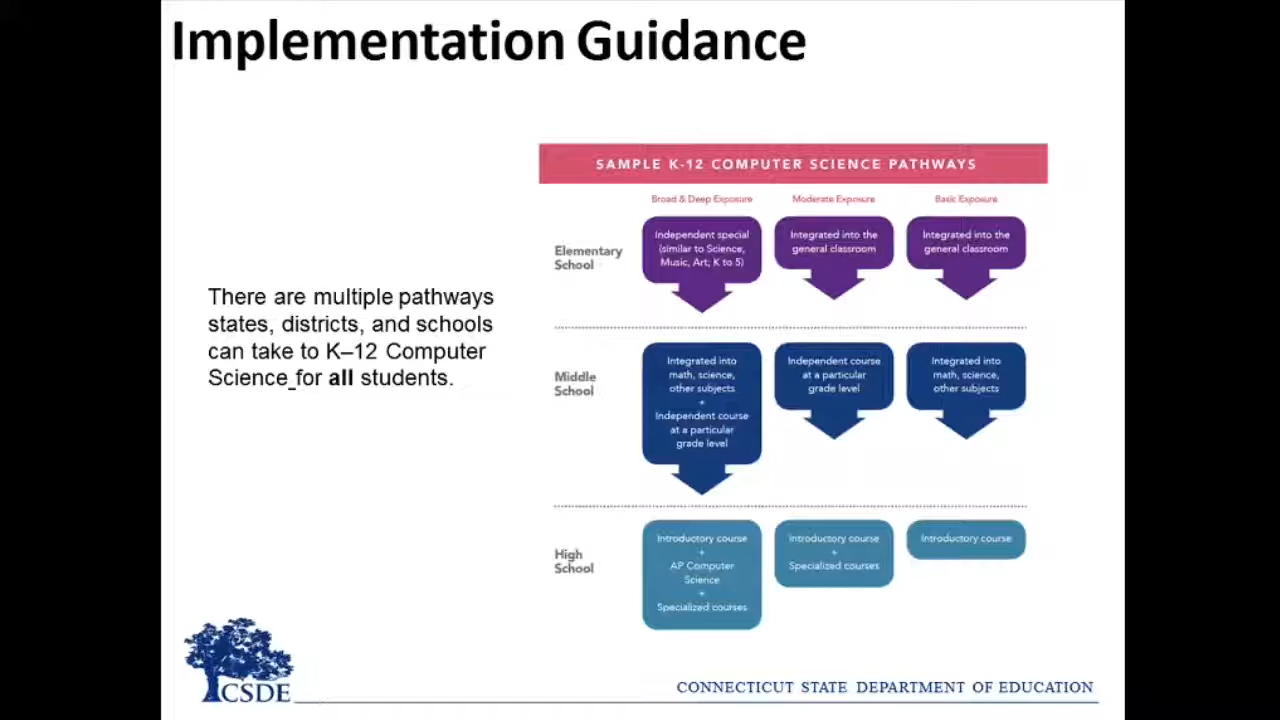 Implementation Guidance
There are multiple pathways
states, districts, and schools
can take to K–12 Computer
Science for all students.
SAMPLE K-12 COMPUTER SCIENCE PATHWAYS
Broad & Deep Exposure
Moderate Exposure
Basic Exposure
Elementary
School
Independent special
(similar to Science,
Music, Art; K to 5)
Integrated into the
general classroom
Integrated into the
general classroom
Middle
School
Integrated into
math, science,
other subjects
+
Independent course
at a particular
grade level
Independent course
at a particular
grade level
Integrated into
math, science,
other subjects
High
School
Introductory course
+
AP Computer
Science
+
Specialized courses
Introductory course
+
Specialized courses
Introductory course
CSDE
CONNECTICUT STATE DEPARTMENT OF EDUCATION